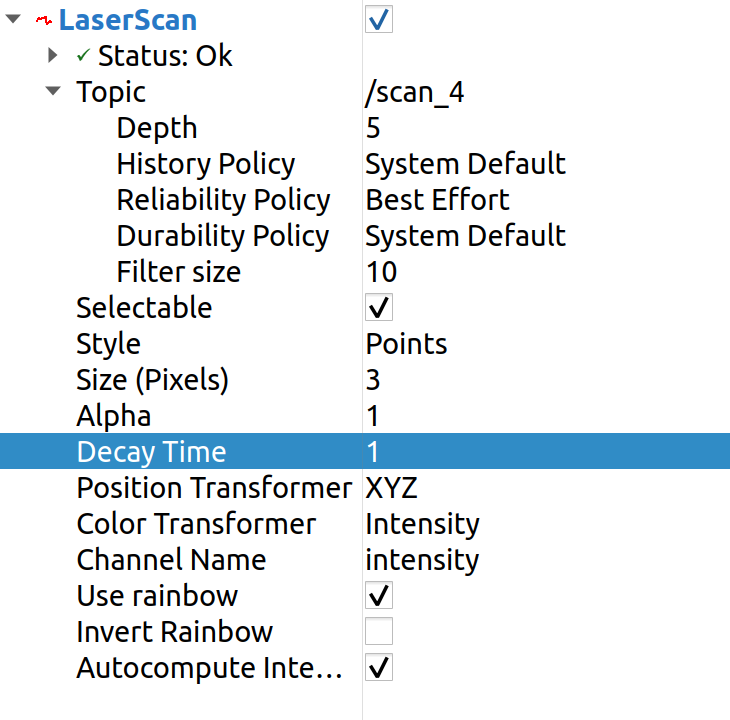 LaserScan
Status: Ok
Topic /scan_4
Depth 5
History Policy System Default
Reliability Policy Best Effort
Durability Policy System Default
Filter size 10
Selectable
Style Points
Size (Pixels) 3
Alpha 1
Decay Time 1
Position Transformer XYZ
Color Transformer Intensity
Channel Name intensity
Use rainbow
Invert Rainbow
Autocompute Inte...